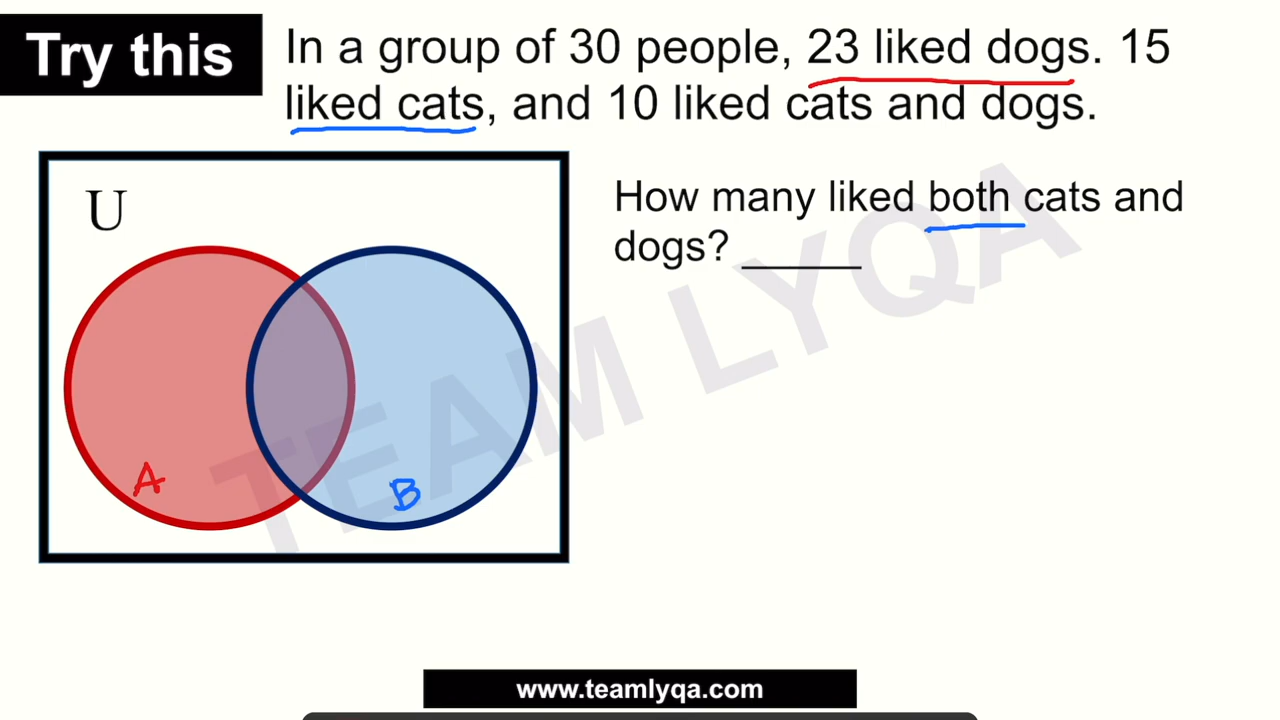 Try this
In a group of 30 people, 23 liked dogs. 15
liked cats, and 10 liked cats and dogs.
U
How many liked both cats and
dogs? _____
A
B
TEAM LYQA
www.teamlyqa.com